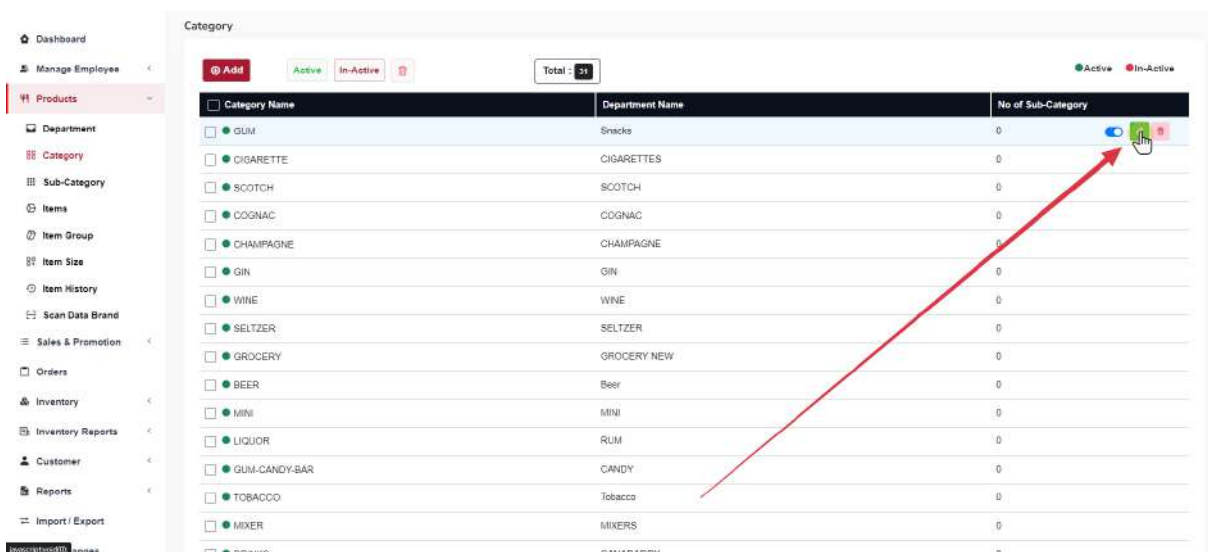 Category
Dashboard
Manage Employee
Products
Department
Category
Sub-Category
Items
Item Group
Item Size
Item History
Scan Data Brand
Sales & Promotion
Orders
Inventory
Inventory Reports
Customer
Reports
Import / Export
javascript:void(0)
Add Active In-Active Total : 31 Active In-Active
Category Name Department Name No of Sub-Category
GUM Snacks 0
CIGARETTE CIGARETTES 0
SCOTCH SCOTCH 0
COGNAC COGNAC 0
CHAMPAGNE CHAMPAGNE 0
GIN GIN 0
WINE WINE 0
SELTZER SELTZER 0
GROCERY GROCERY NEW 0
BEER Beer 0
MINI MINI 0
LIQUOR RUM 0
GUM-CANDY-BAR CANDY 0
TOBACCO Tobacco 0
MIXER MIXERS 0